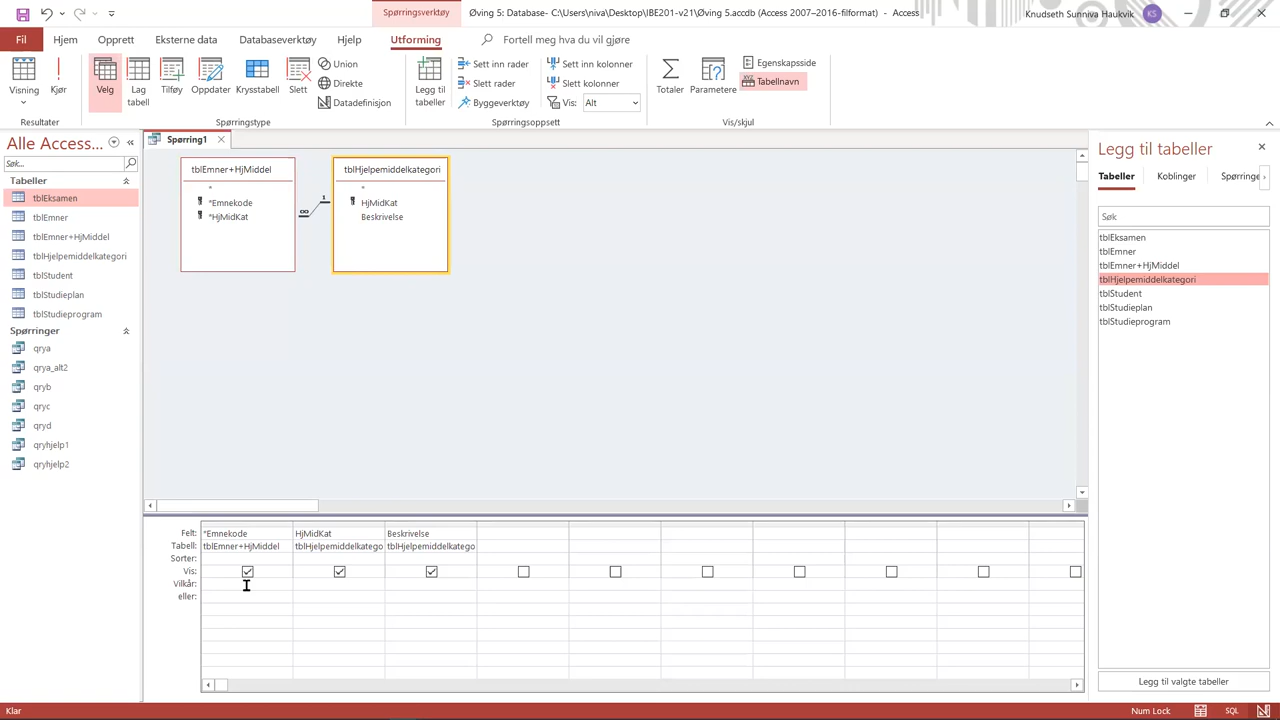 Spørringsverktøy
Øving 5: Database- C:\Users\niva\Desktop\IBE201-v21\Øving 5.accdb (Access 2007–2016-filformat) - Access
Knudseth Sunniva Haukvik
KS
Fil
Hjem
Opprett
Eksterne data
Databaseverktøy
Hjelp
Utforming
Fortell meg hva du vil gjøre
Visning
Kjør
Velg
Lag tabell
Tilføy
Oppdater
Krysstabell
Slett
Union
Direkte
Datadefinisjon
Legg til tabeller
Sett inn rader
Slett rader
Byggeverktøy
Sett inn kolonner
Slett kolonner
Vis:
Alt
Totaler
Parametere
Egenskapsside
Tabellnavn
Resultater
Spørringstype
Spørringsoppsett
Vis/skjul
Alle Access...
Søk...
Tabeller
tblEksamen
tblEmner
tblEmner+HjMiddel
tblHjelpemiddelkategori
tblStudent
tblStudieplan
tblStudieprogram
Spørringer
qrya
qrya_alt2
qryb
qryc
qryd
qryhjelp1
qryhjelp2
Spørring1
tblEmner+HjMiddel
*
*Emnekode
*HjMidKat
∞
1
tblHjelpemiddelkategori
*
HjMidKat
Beskrivelse
Felt:
*Emnekode
HjMidKat
Beskrivelse
Tabell:
tblEmner+HjMiddel
tblHjelpemiddelkatego
tblHjelpemiddelkatego
Sorter:
Vis:
Vilkår:
eller:
Legg til tabeller
Tabeller
Koblinger
Spørringe
Søk
tblEksamen
tblEmner
tblEmner+HjMiddel
tblHjelpemiddelkategori
tblStudent
tblStudieplan
tblStudieprogram
Legg til valgte tabeller
Klar
Num Lock
SQL